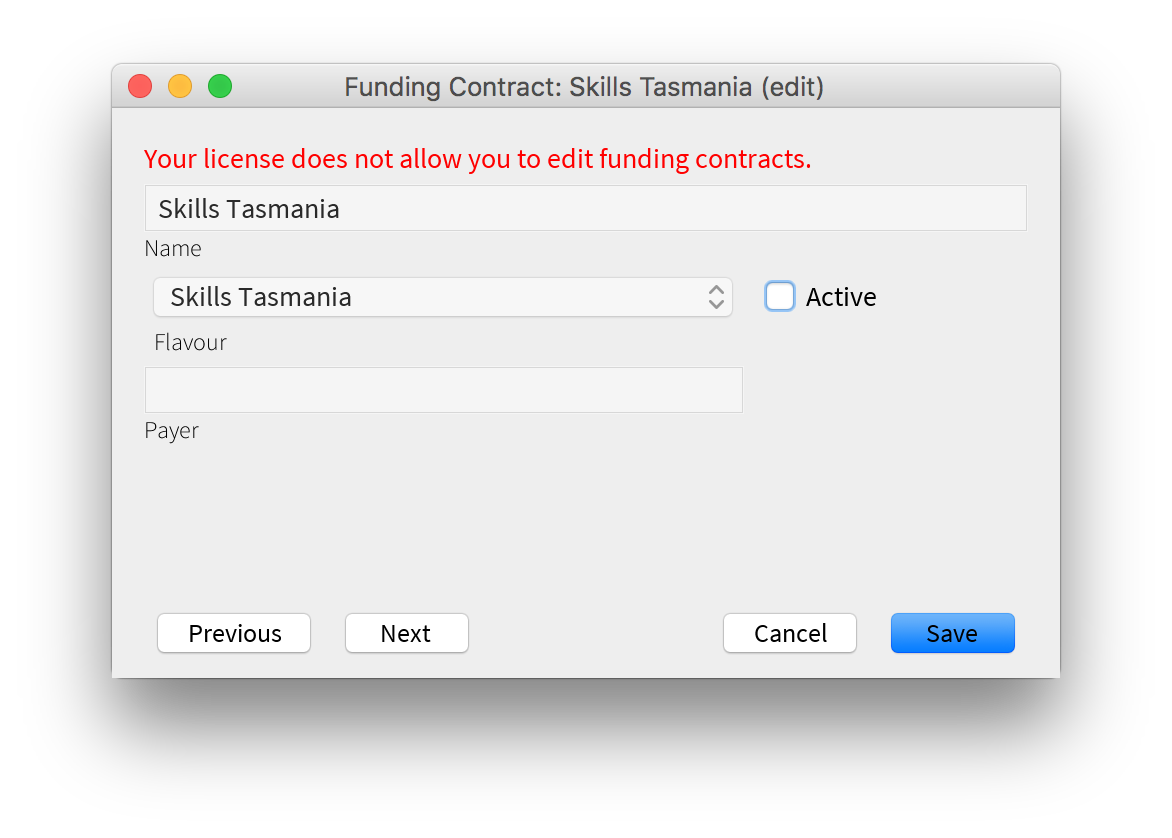 Funding Contract: Skills Tasmania (edit)
Your license does not allow you to edit funding contracts.
Skills Tasmania
Name
Skills Tasmania
Active
Flavour
Payer
Previous
Next
Cancel
Save